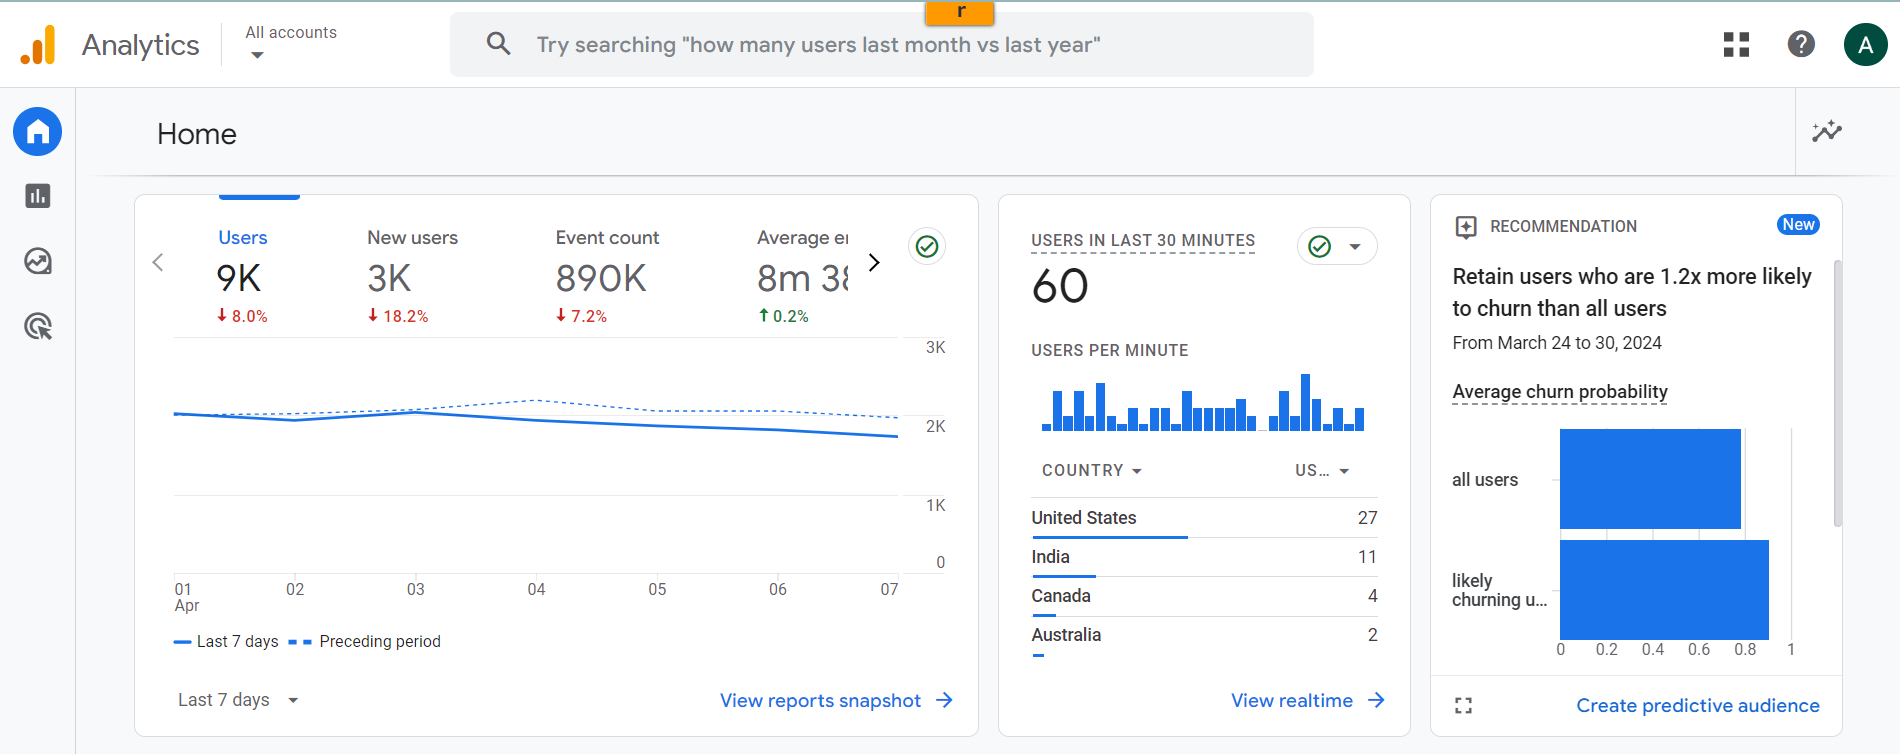 r
Analytics
All accounts
Try searching "how many users last month vs last year"
A
Home
Users
9K
8.0%
New users
3K
18.2%
Event count
890K
7.2%
Average
8m
0.2%
3K
2K
1K
0
01
Apr
02
03
04
05
06
07
Last 7 days
Preceding period
Last 7 days
View reports snapshot
USERS IN LAST 30 MINUTES
60
USERS PER MINUTE
COUNTRY
US...
United States 27
India 11
Canada 4
Australia 2
View realtime
RECOMMENDATION
New
Retain users who are 1.2x more likely
to churn than all users
From March 24 to 30, 2024
Average churn probability
all users
likely
churning u...
0 0.2 0.4 0.6 0.8 1
Create predictive audience